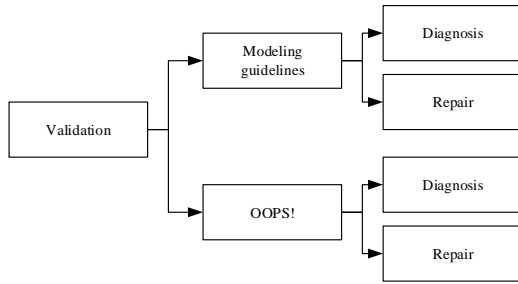 Validation
Modeling
guidelines
Diagnosis
Repair
OOPS!
Diagnosis
Repair